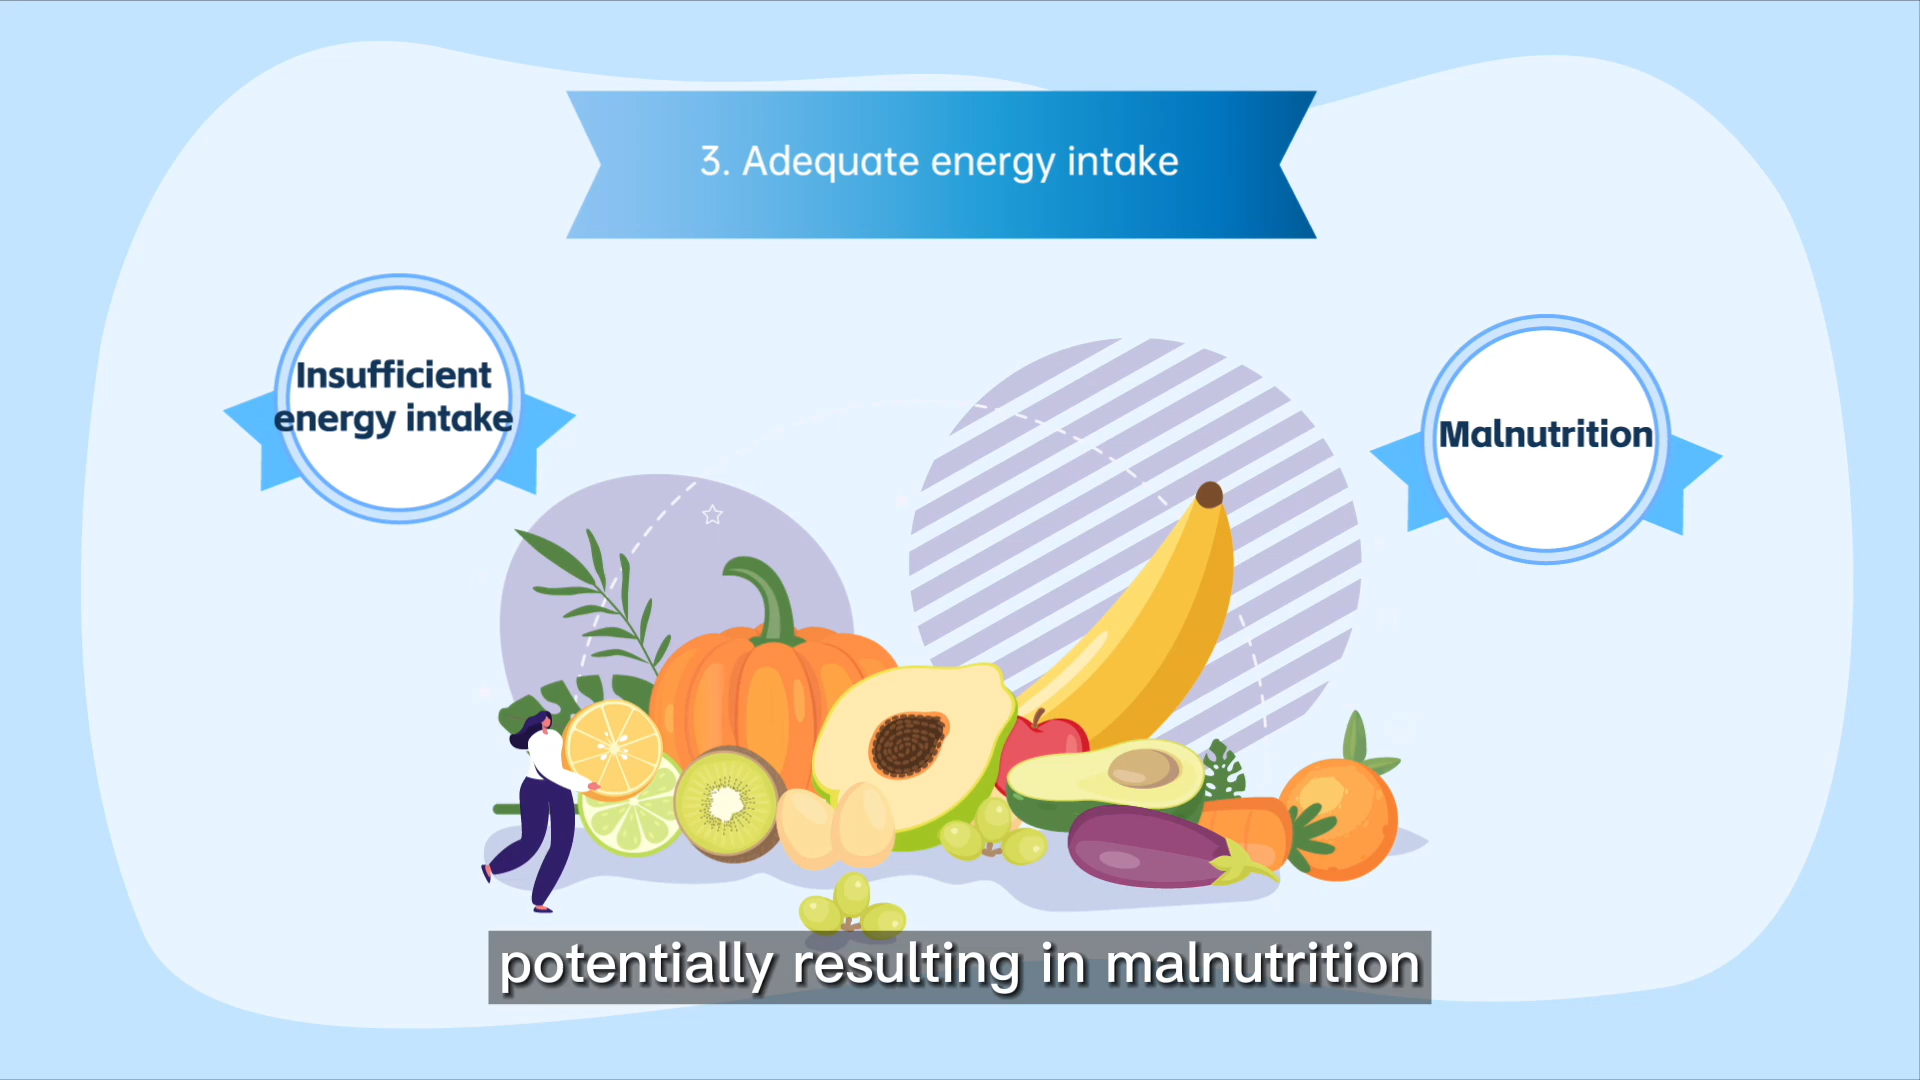 3. Adequate energy intake
Insufficient
energy intake
Malnutrition
potentially resulting in malnutrition